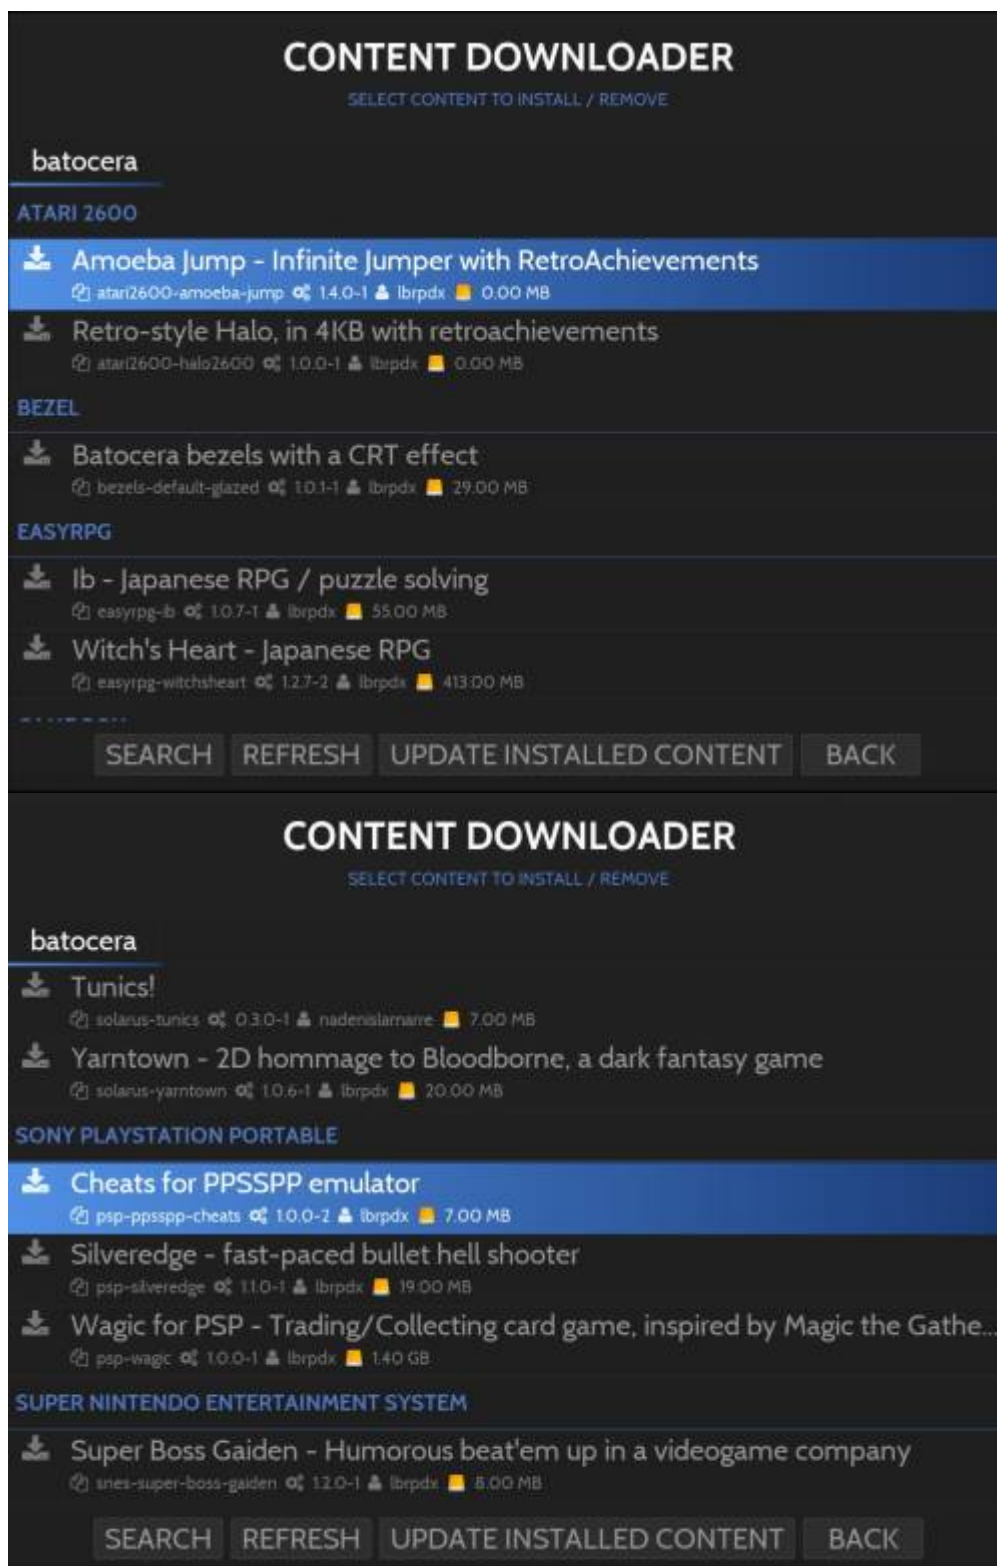 CONTENT DOWNLOADER
SELECT CONTENT TO INSTALL / REMOVE
batocera
ATARI 2600
Amoeba Jump - Infinite Jumper with RetroAchievements
atari2600-amoeba-jump 1.4.0-1 lbrpdx 0.00 MB
Retro-style Halo, in 4KB with retroachievements
atari2600-halo2600 1.0.0-1 lbrpdx 0.00 MB
BEZEL
Batocera bezels with a CRT effect
bezels-default-glazed 1.0.1-1 lbrpdx 29.00 MB
EASYRPG
Ib - Japanese RPG / puzzle solving
easyrpg-ib 1.0.7-1 lbrpdx 55.00 MB
Witch's Heart - Japanese RPG
easyrpg-witchsheart 1.2.7-2 lbrpdx 413.00 MB
SEARCH REFRESH UPDATE INSTALLED CONTENT BACK
CONTENT DOWNLOADER
SELECT CONTENT TO INSTALL / REMOVE
batocera
Tunics!
solarus-tunics 0.3.0-1 nadenislamarre 7.00 MB
Yarntown - 2D hommage to Bloodborne, a dark fantasy game
solarus-yarntown 1.0.6-1 lbrpdx 20.00 MB
SONY PLAYSTATION PORTABLE
Cheats for PPSSPP emulator
psp-ppsspp-cheats 1.0.0-2 lbrpdx 7.00 MB
Silveredge - fast-paced bullet hell shooter
psp-silveredge 1.1.0-1 lbrpdx 19.00 MB
Wagic for PSP - Trading/Collecting card game, inspired by Magic the Gathe...
psp-wagic 1.0.0-1 lbrpdx 1.40 GB
SUPER NINTENDO ENTERTAINMENT SYSTEM
Super Boss Gaiden - Humorous beat'em up in a videogame company
snes-super-boss-gaiden 1.2.0-1 lbrpdx 8.00 MB
SEARCH REFRESH UPDATE INSTALLED CONTENT BACK